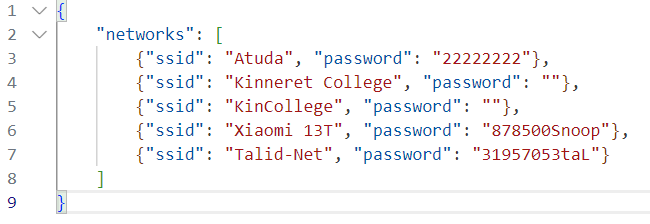 1 {
2 "networks": [
3 {"ssid": "Atuda", "password": "22222222"},
4 {"ssid": "Kinneret College", "password": ""},
5 {"ssid": "KinCollege", "password": ""},
6 {"ssid": "Xiaomi 13T", "password": "878500Snoop"},
7 {"ssid": "Talid-Net", "password": "31957053taL"}
8 ]
9 }